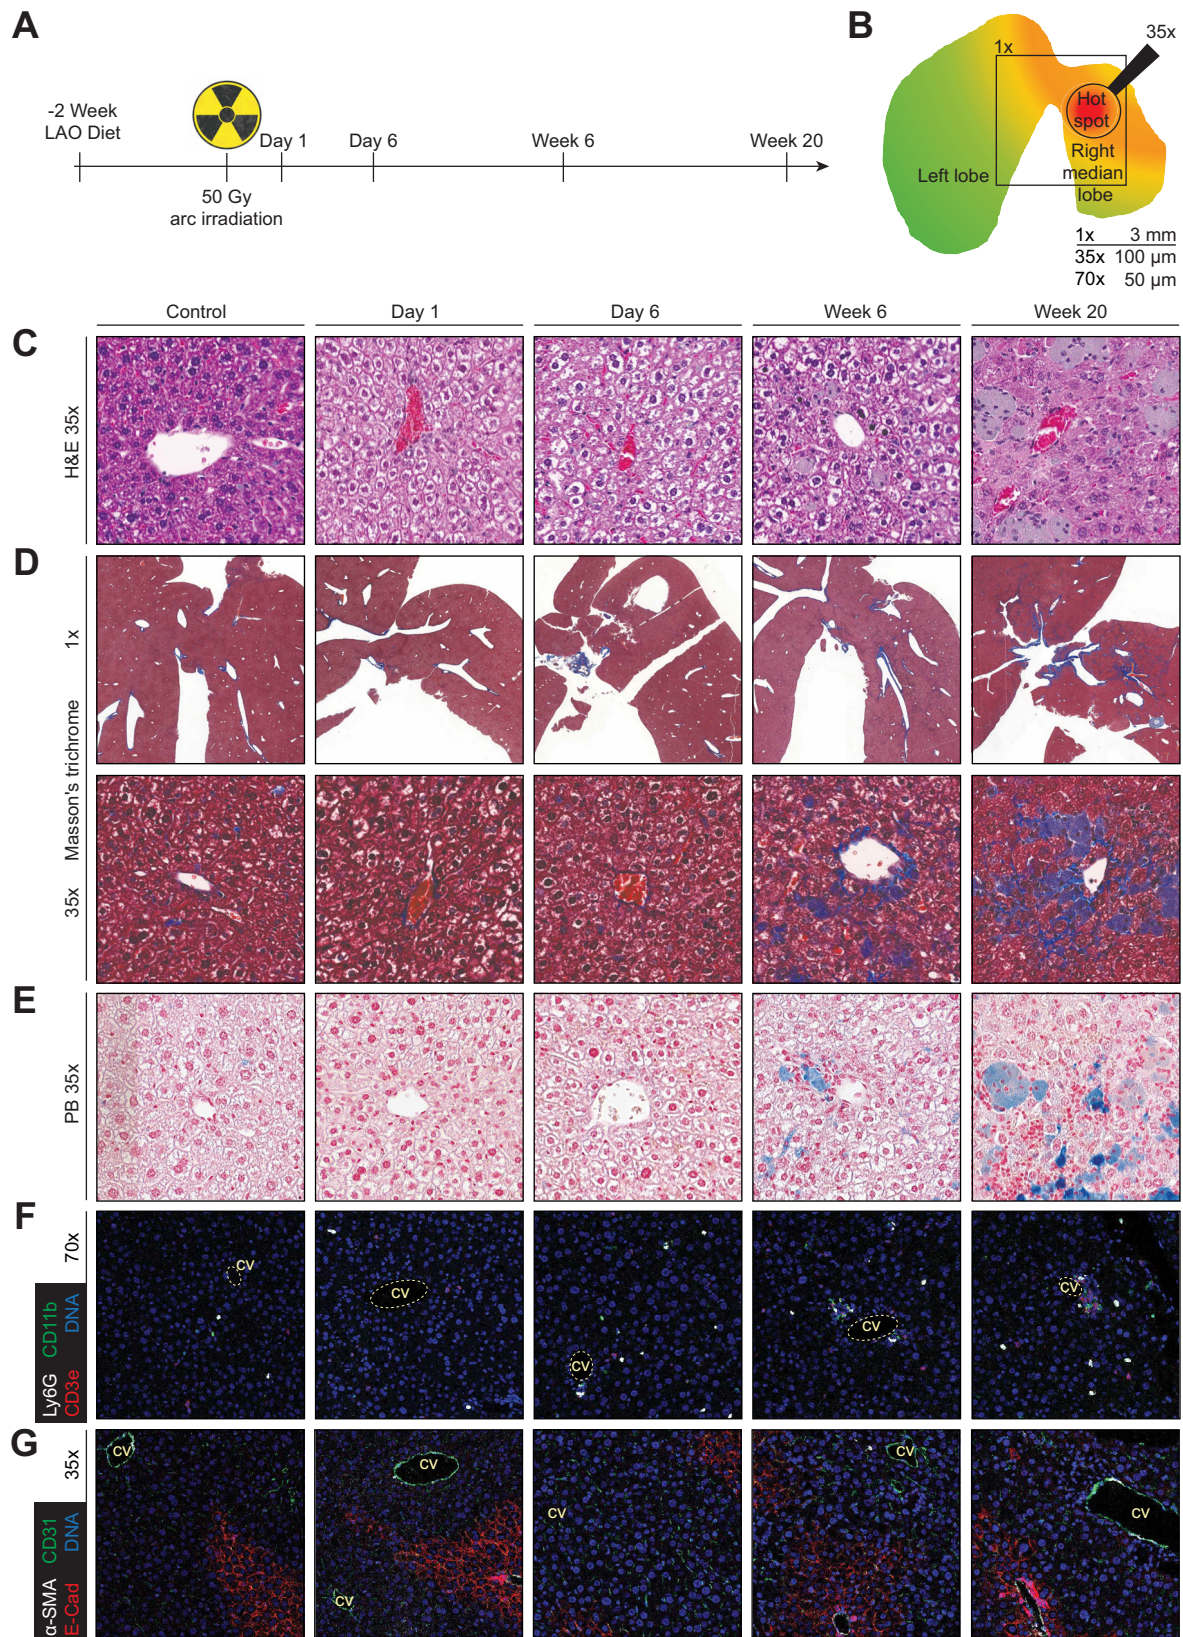 A
-2 Week
LAO Diet
Day 1
Day 6
Week 6
Week 20
50 Gy
arc irradiation
B
35x
1x
Hot
spot
Left lobe
Right
median
lobe
1x 3 mm
35x 100 µm
70x 50 µm
Control
Day 1
Day 6
Week 6
Week 20
C
H&E 35x
D
1x
Masson's trichrome
35x
E
PB 35x
F
70x
Ly6G CD11b
CD3e DNA
CV
CV
CV
CV
CV
G
35x
α-SMA CD31
E-Cad DNA
CV
CV
CV
CV
CV
CV